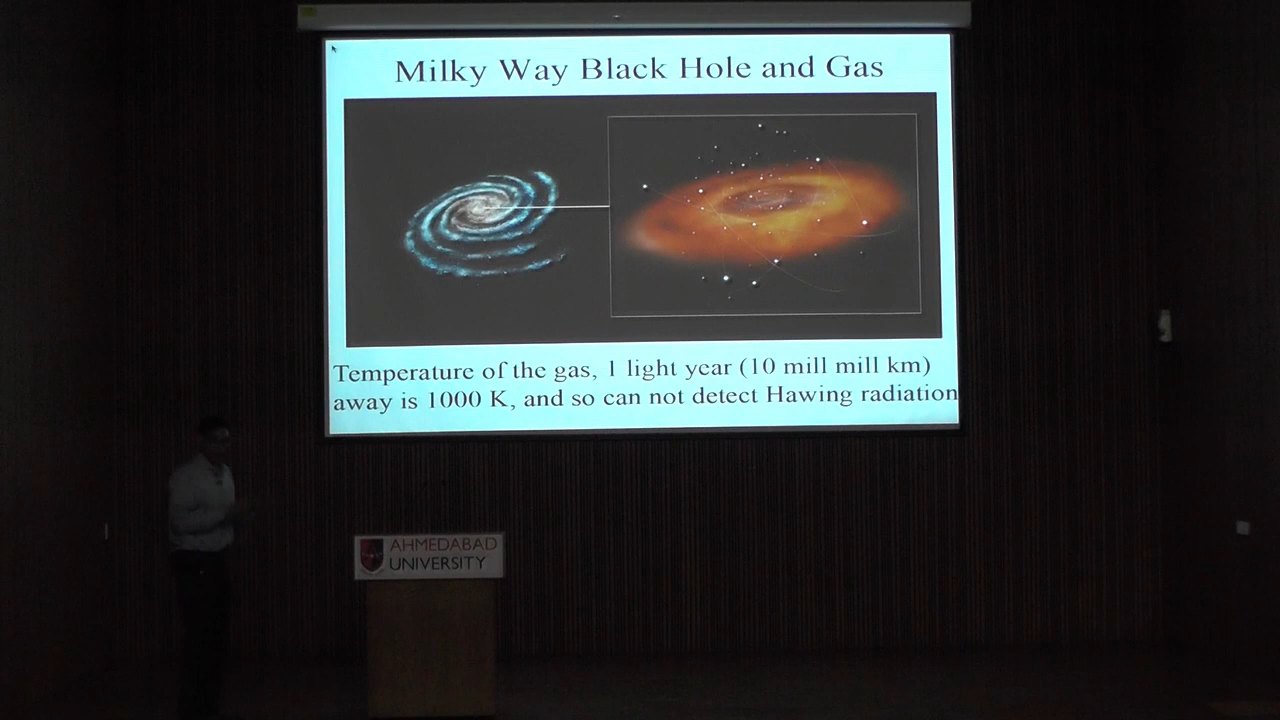 Milky Way Black Hole and Gas
Temperature of the gas, 1 light year (10 mill mill km)
away is 1000 K, and so can not detect Hawing radiation
AHMEDABAD
UNIVERSITY